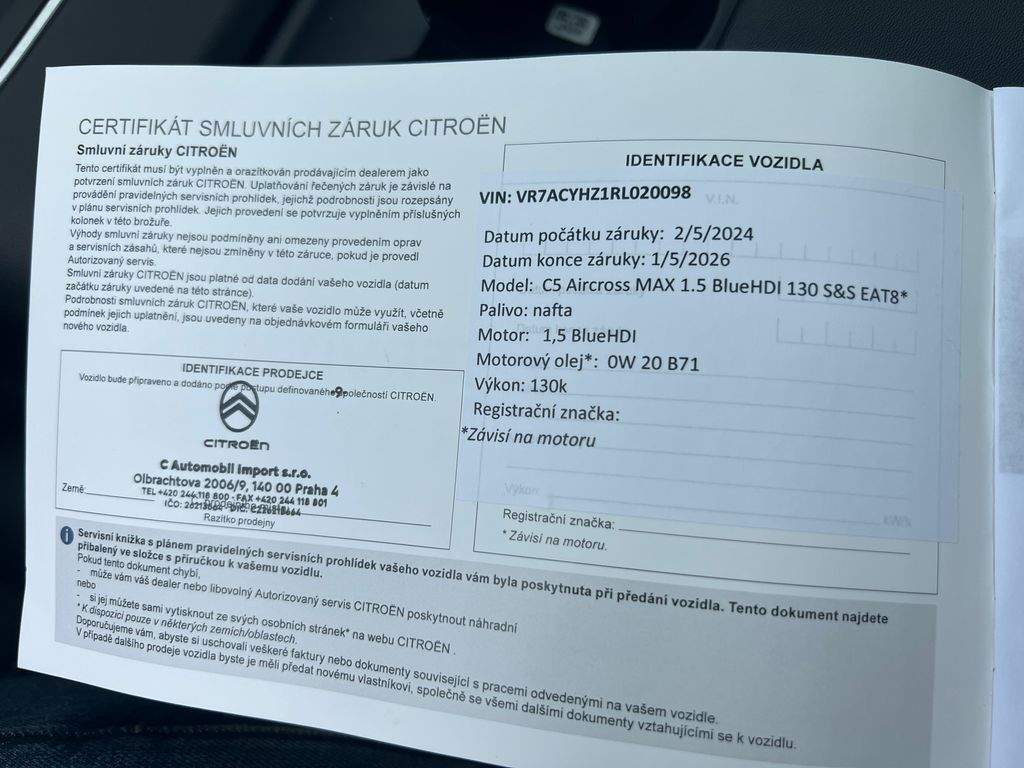 CERTIFIKÁT SMLUVNÍCH ZÁRUK CITROËN
Smluvní záruky CITROËN
Tento certifikát musí být vyplněn a orazítkován prodávajícím dealerem jako
potvrzení smluvních záruk CITROËN. Uplatňování řečených záruk je závislé na
provádění pravidelných servisních prohlídek, jejichž podrobnosti jsou rozepsány
v plánu servisních prohlídek. Jejich provedení se potvrzuje vyplněním příslušných
kolonek v této brožuře.
Výhody smluvní záruky nejsou podmíněny ani omezeny provedením oprav
a servisních zásahů, které nejsou zmíněny v této záruce, pokud je provedl
Autorizovaný servis.
Smluvní záruky CITROËN jsou platné od data dodání vašeho vozidla (datum
začátku záruky uvedené na této stránce).
Podrobnosti smluvních záruk CITROËN, které vaše vozidlo může využít, včetně
podmínek jejich uplatnění, jsou uvedeny na objednávkovém formuláři vašeho
nového vozidla.
IDENTIFIKACE PRODEJCE
Vozidlo bude připraveno a dodáno podle postupu definovaného společností CITROËN.
CITROËN
C Automobil Import s.r.o.
Olbrachtova 2006/9, 140 00 Praha 4
TEL +420 244 118 800 · FAX +420 244 118 801
Země:
Razítko prodejny
IDENTIFIKACE VOZIDLA
V.I.N.
VIN: VR7ACYHZ1RL020098
Datum počátku záruky: 2/5/2024
Datum konce záruky: 1/5/2026
Model: C5 Aircross MAX 1.5 BlueHDI 130 S&S EAT8*
Palivo: nafta
Motor: 1,5 BlueHDI
Motorový olej*: 0W 20 B71
Výkon: 130k
Registrační značka:
*Závisí na motoru
Výkon:
kW/k
Registrační značka:
* Závisí na motoru.
Servisní knížka s plánem pravidelných servisních prohlídek vašeho vozidla vám byla poskytnuta při předání vozidla. Tento dokument najdete
přibalený ve složce s příručkou k vašemu vozidlu.
Pokud tento dokument chybí,
- může vám váš dealer nebo libovolný Autorizovaný servis CITROËN poskytnout náhradní
nebo
- si jej můžete sami vytisknout ze svých osobních stránek* na webu CITROËN .
* K dispozici pouze v některých zemích/oblastech.
Doporučujeme vám, abyste si uschovali veškeré faktury nebo dokumenty související s pracemi odvedenými na vašem vozidle.
V případě dalšího prodeje vozidla byste je měli předat novému vlastníkovi, společně se všemi dalšími dokumenty vztahujícími se k vozidlu.